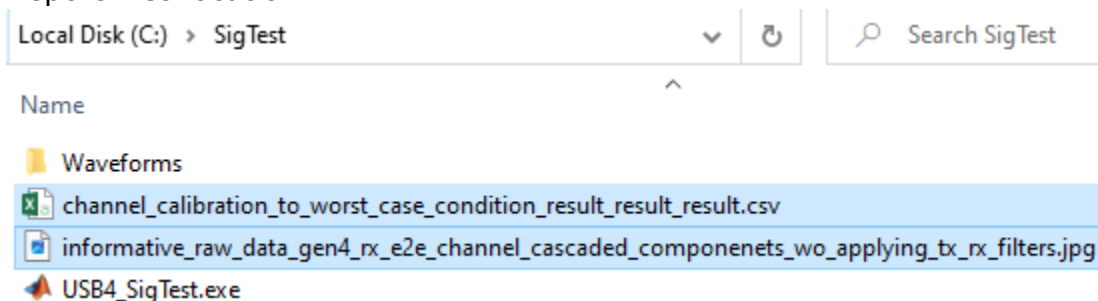 Local Disk (C:) > SigTest Search SigTest
Name
Waveforms
channel_calibration_to_worst_case_condition_result_result_result.csv
informative_raw_data_gen4_rx_e2e_channel_cascaded_componenets_wo_applying_tx_rx_filters.jpg
USB4_SigTest.exe